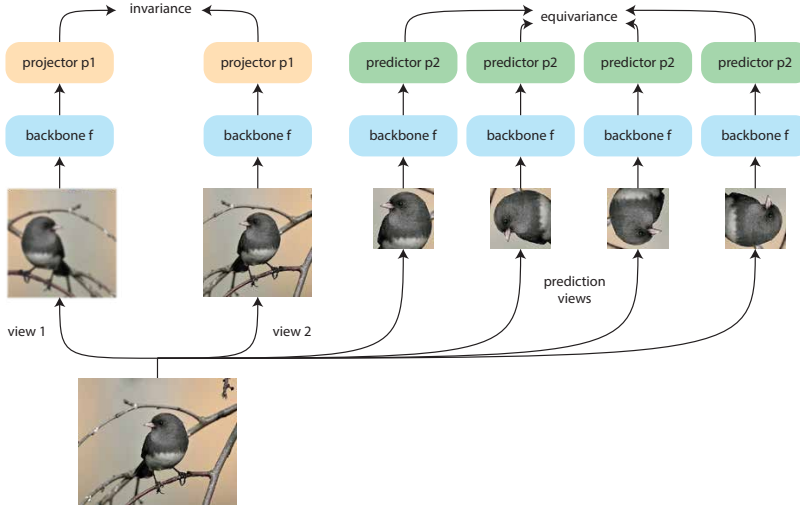 invariance
equivariance
projector p1
projector p1
predictor p2
predictor p2
predictor p2
predictor p2
backbone f
backbone f
backbone f
backbone f
backbone f
backbone f
prediction
views
view 1
view 2